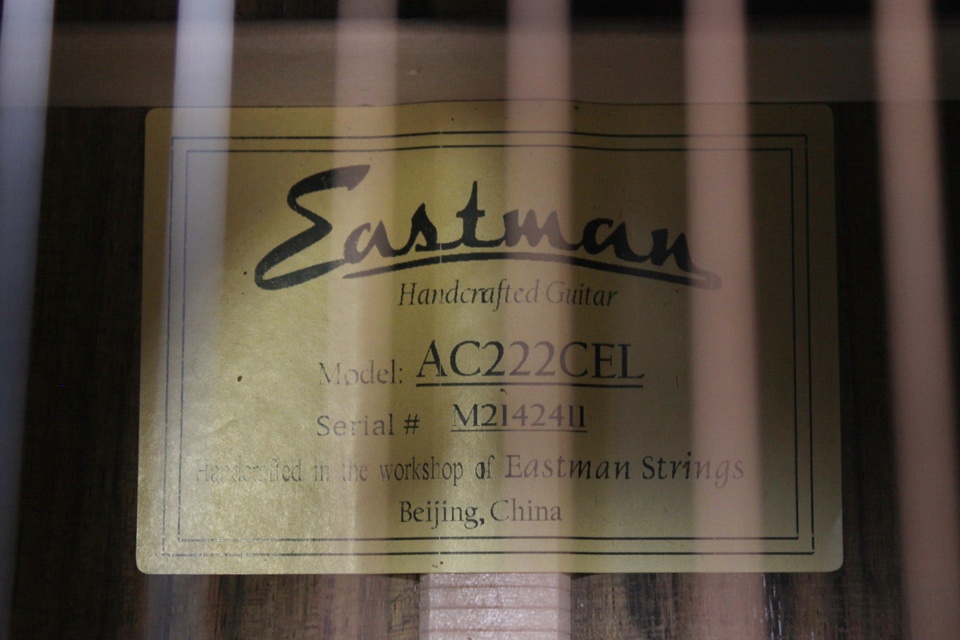 Eastman
Handcrafted Guitar
Model: AC222CEL
Serial # M2142411
Handcrafted in the workshop of Eastman Strings
Beijing, China